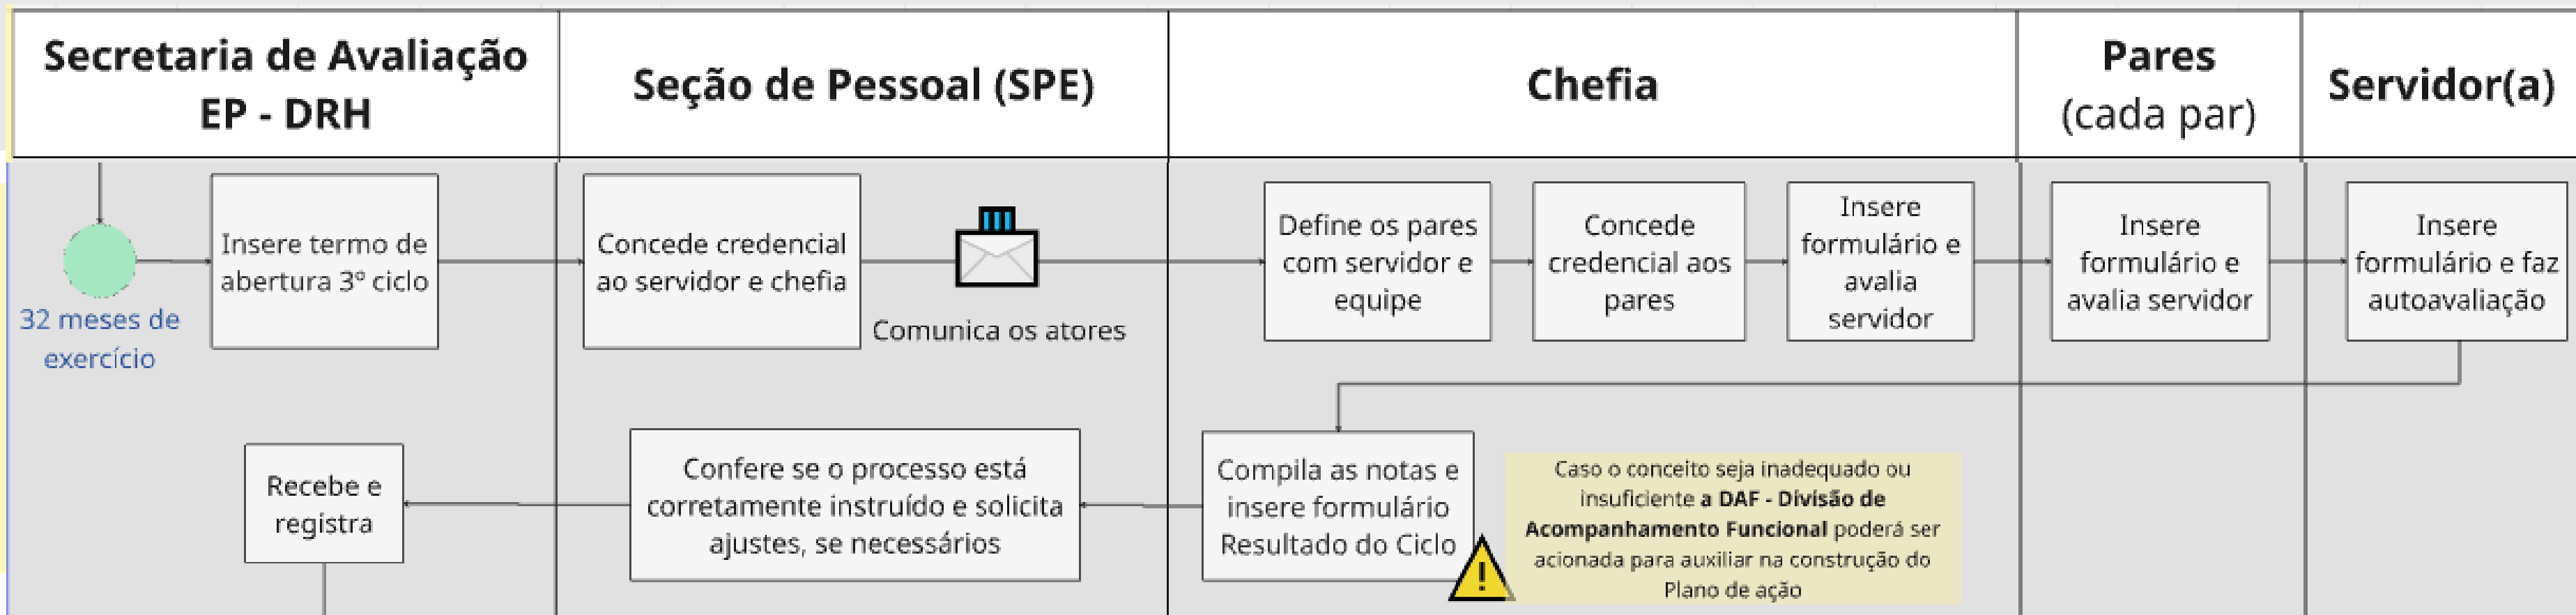 Secretaria de Avaliação
EP - DRH
Seção de Pessoal (SPE)
Chefia
Pares
(cada par)
Servidor(a)
32 meses de
exercício
Insere termo de
abertura 3º ciclo
Concede credencial
ao servidor e chefia
Comunica os atores
Define os pares
com servidor e
equipe
Concede
credencial aos
pares
Insere
formulário e
avalia
servidor
Insere
formulário e
avalia servidor
Insere
formulário e faz
autoavaliação
Recebe e
registra
Confere se o processo está
corretamente instruído e solicita
ajustes, se necessários
Compila as notas e
insere formulário
Resultado do Ciclo
Caso o conceito seja inadequado ou
insuficiente a DAF - Divisão de
Acompanhamento Funcional poderá ser
acionada para auxiliar na construção do
Plano de ação